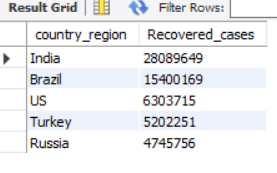 Result Grid Filter Rows:
country_region Recovered_cases
India 28089649
Brazil 15400169
US 6303715
Turkey 5202251
Russia 4745756